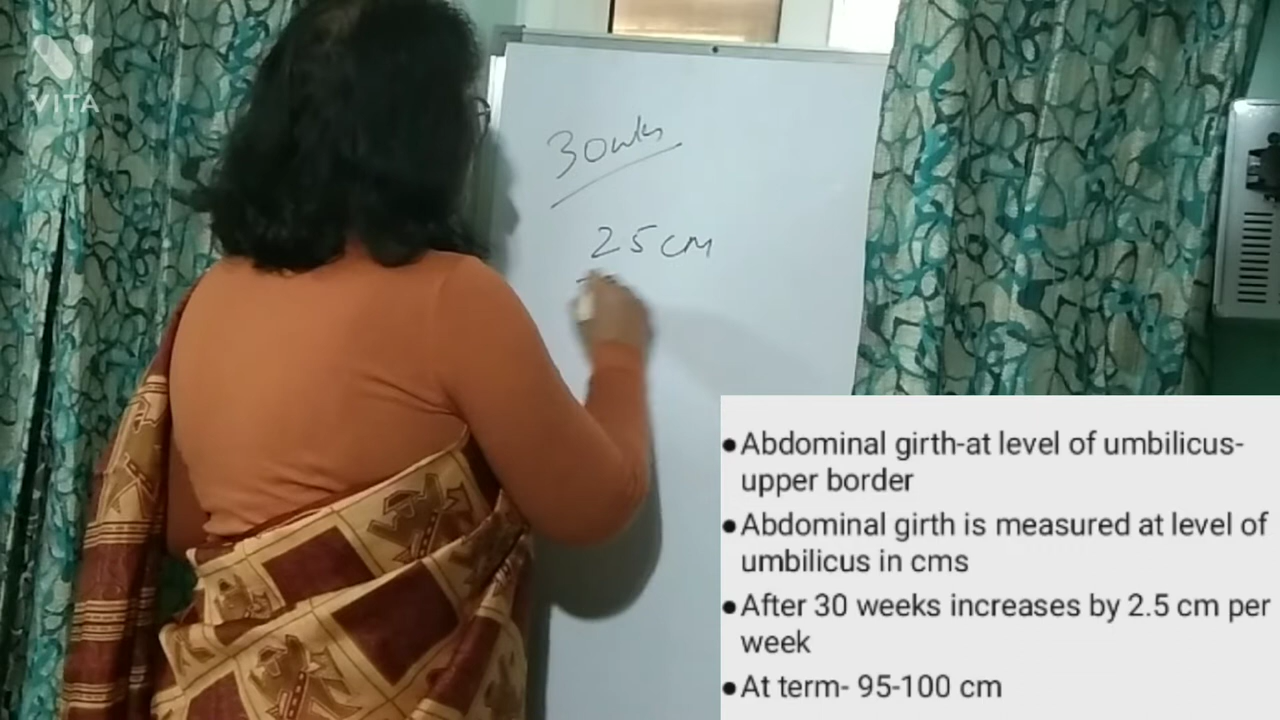 VITA
30wks
25cm
●Abdominal girth-at level of umbilicus-
upper border
●Abdominal girth is measured at level of
umbilicus in cms
●After 30 weeks increases by 2.5 cm per
week
●At term- 95-100 cm